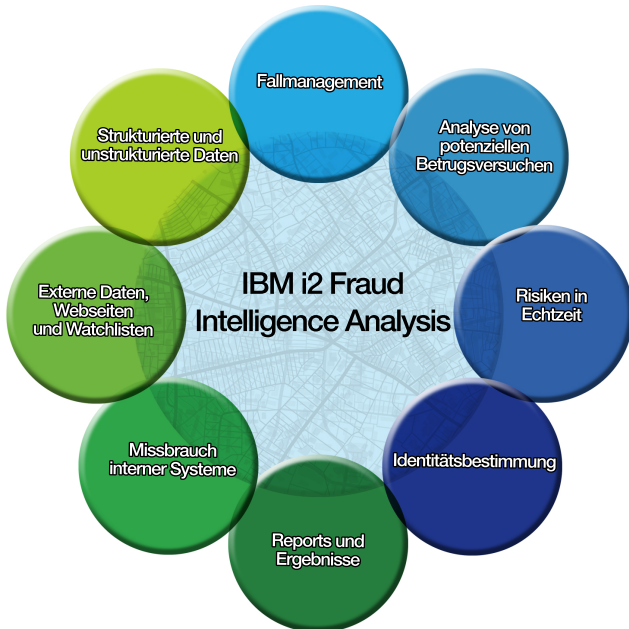 Fallmanagement
Analyse von
potenziellen
Betrugsversuchen
Risiken in
Echtzeit
Identitätsbestimmung
Reports und
Ergebnisse
Missbrauch
interner Systeme
Externe Daten,
Webseiten
und Watchlisten
Strukturierte und
unstrukturierte Daten
IBM i2 Fraud
Intelligence Analysis